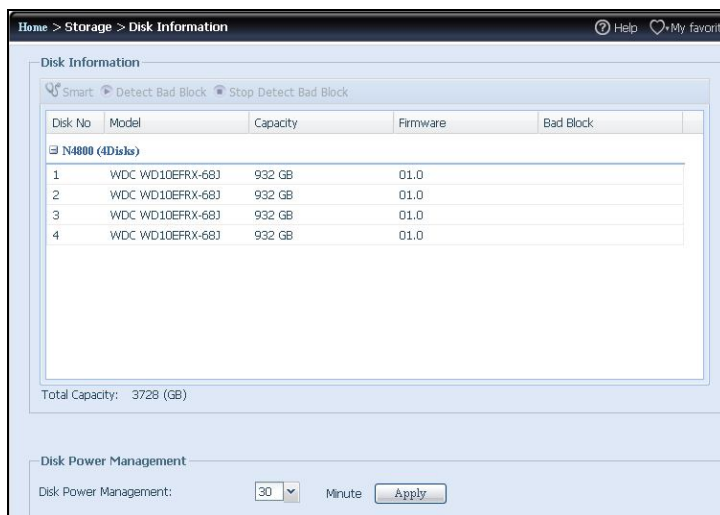 Home > Storage > Disk Information Help My favorit
Disk Information
Smart Detect Bad Block Stop Detect Bad Block
Disk No Model Capacity Firmware Bad Block
N4800 (4Disks)
1 WDC WD10EFRX-68J 932 GB 01.0
2 WDC WD10EFRX-68J 932 GB 01.0
3 WDC WD10EFRX-68J 932 GB 01.0
4 WDC WD10EFRX-68J 932 GB 01.0
Total Capacity: 3728 (GB)
Disk Power Management
Disk Power Management: 30 Minute Apply